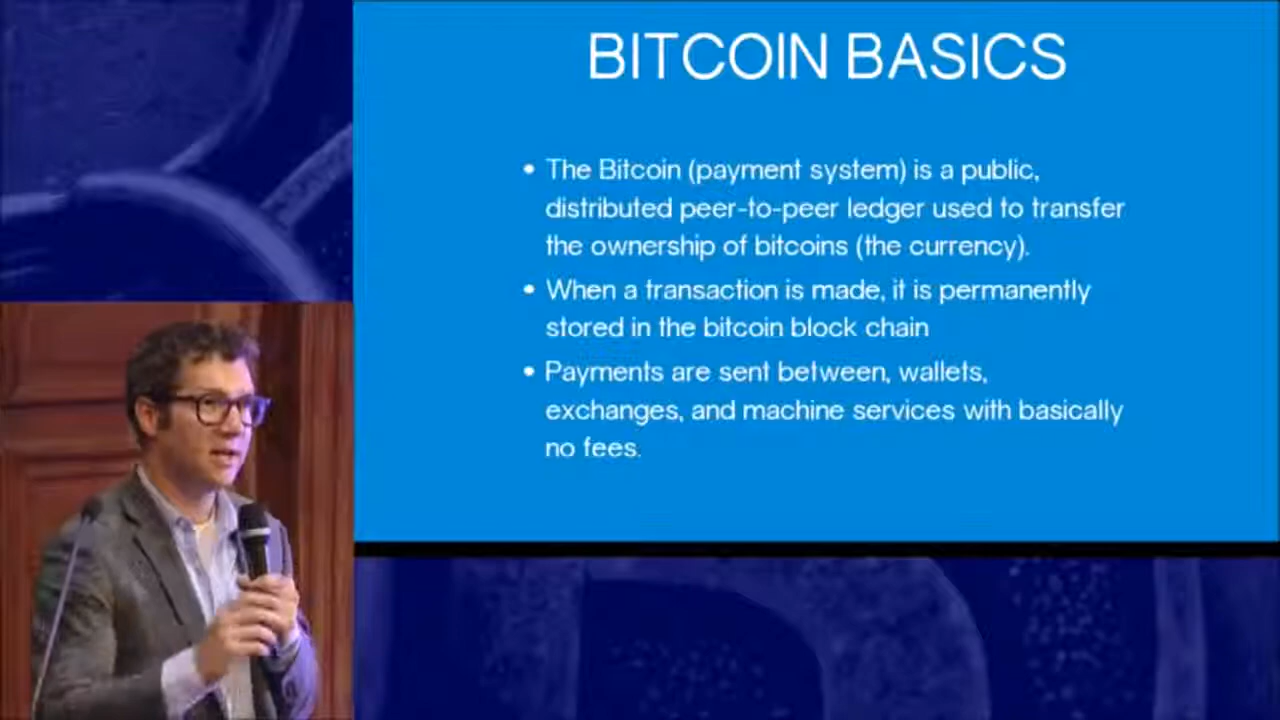 BITCOIN BASICS
• The Bitcoin (payment system) is a public,
distributed peer-to-peer ledger used to transfer
the ownership of bitcoins (the currency).
• When a transaction is made, it is permanently
stored in the bitcoin block chain
• Payments are sent between, wallets,
exchanges, and machine services with basically
no fees.